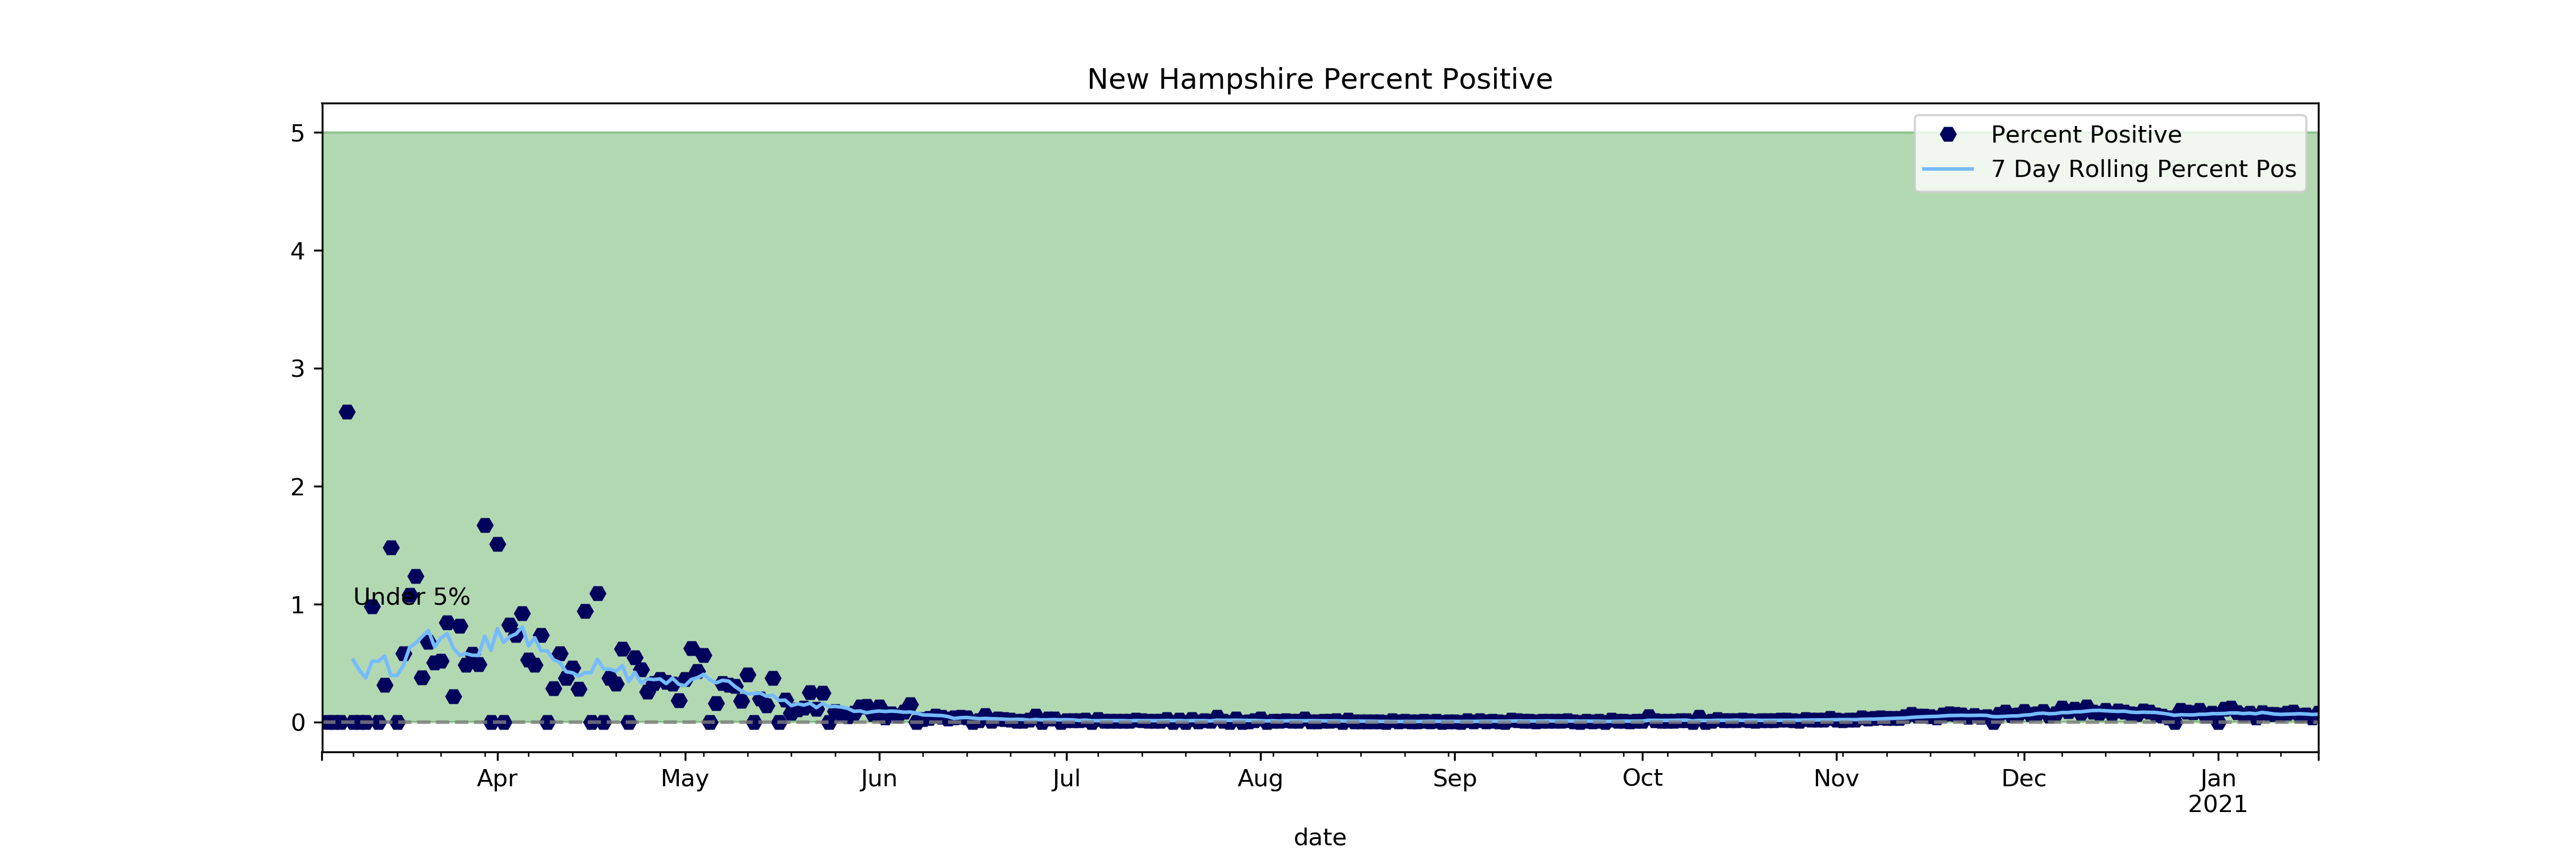 New Hampshire Percent Positive
5
4
3
2
1
0
Percent Positive
7 Day Rolling Percent Pos
Under 5%
Apr
May
Jun
Jul
Aug
Sep
Oct
Nov
Dec
Jan
2021
date